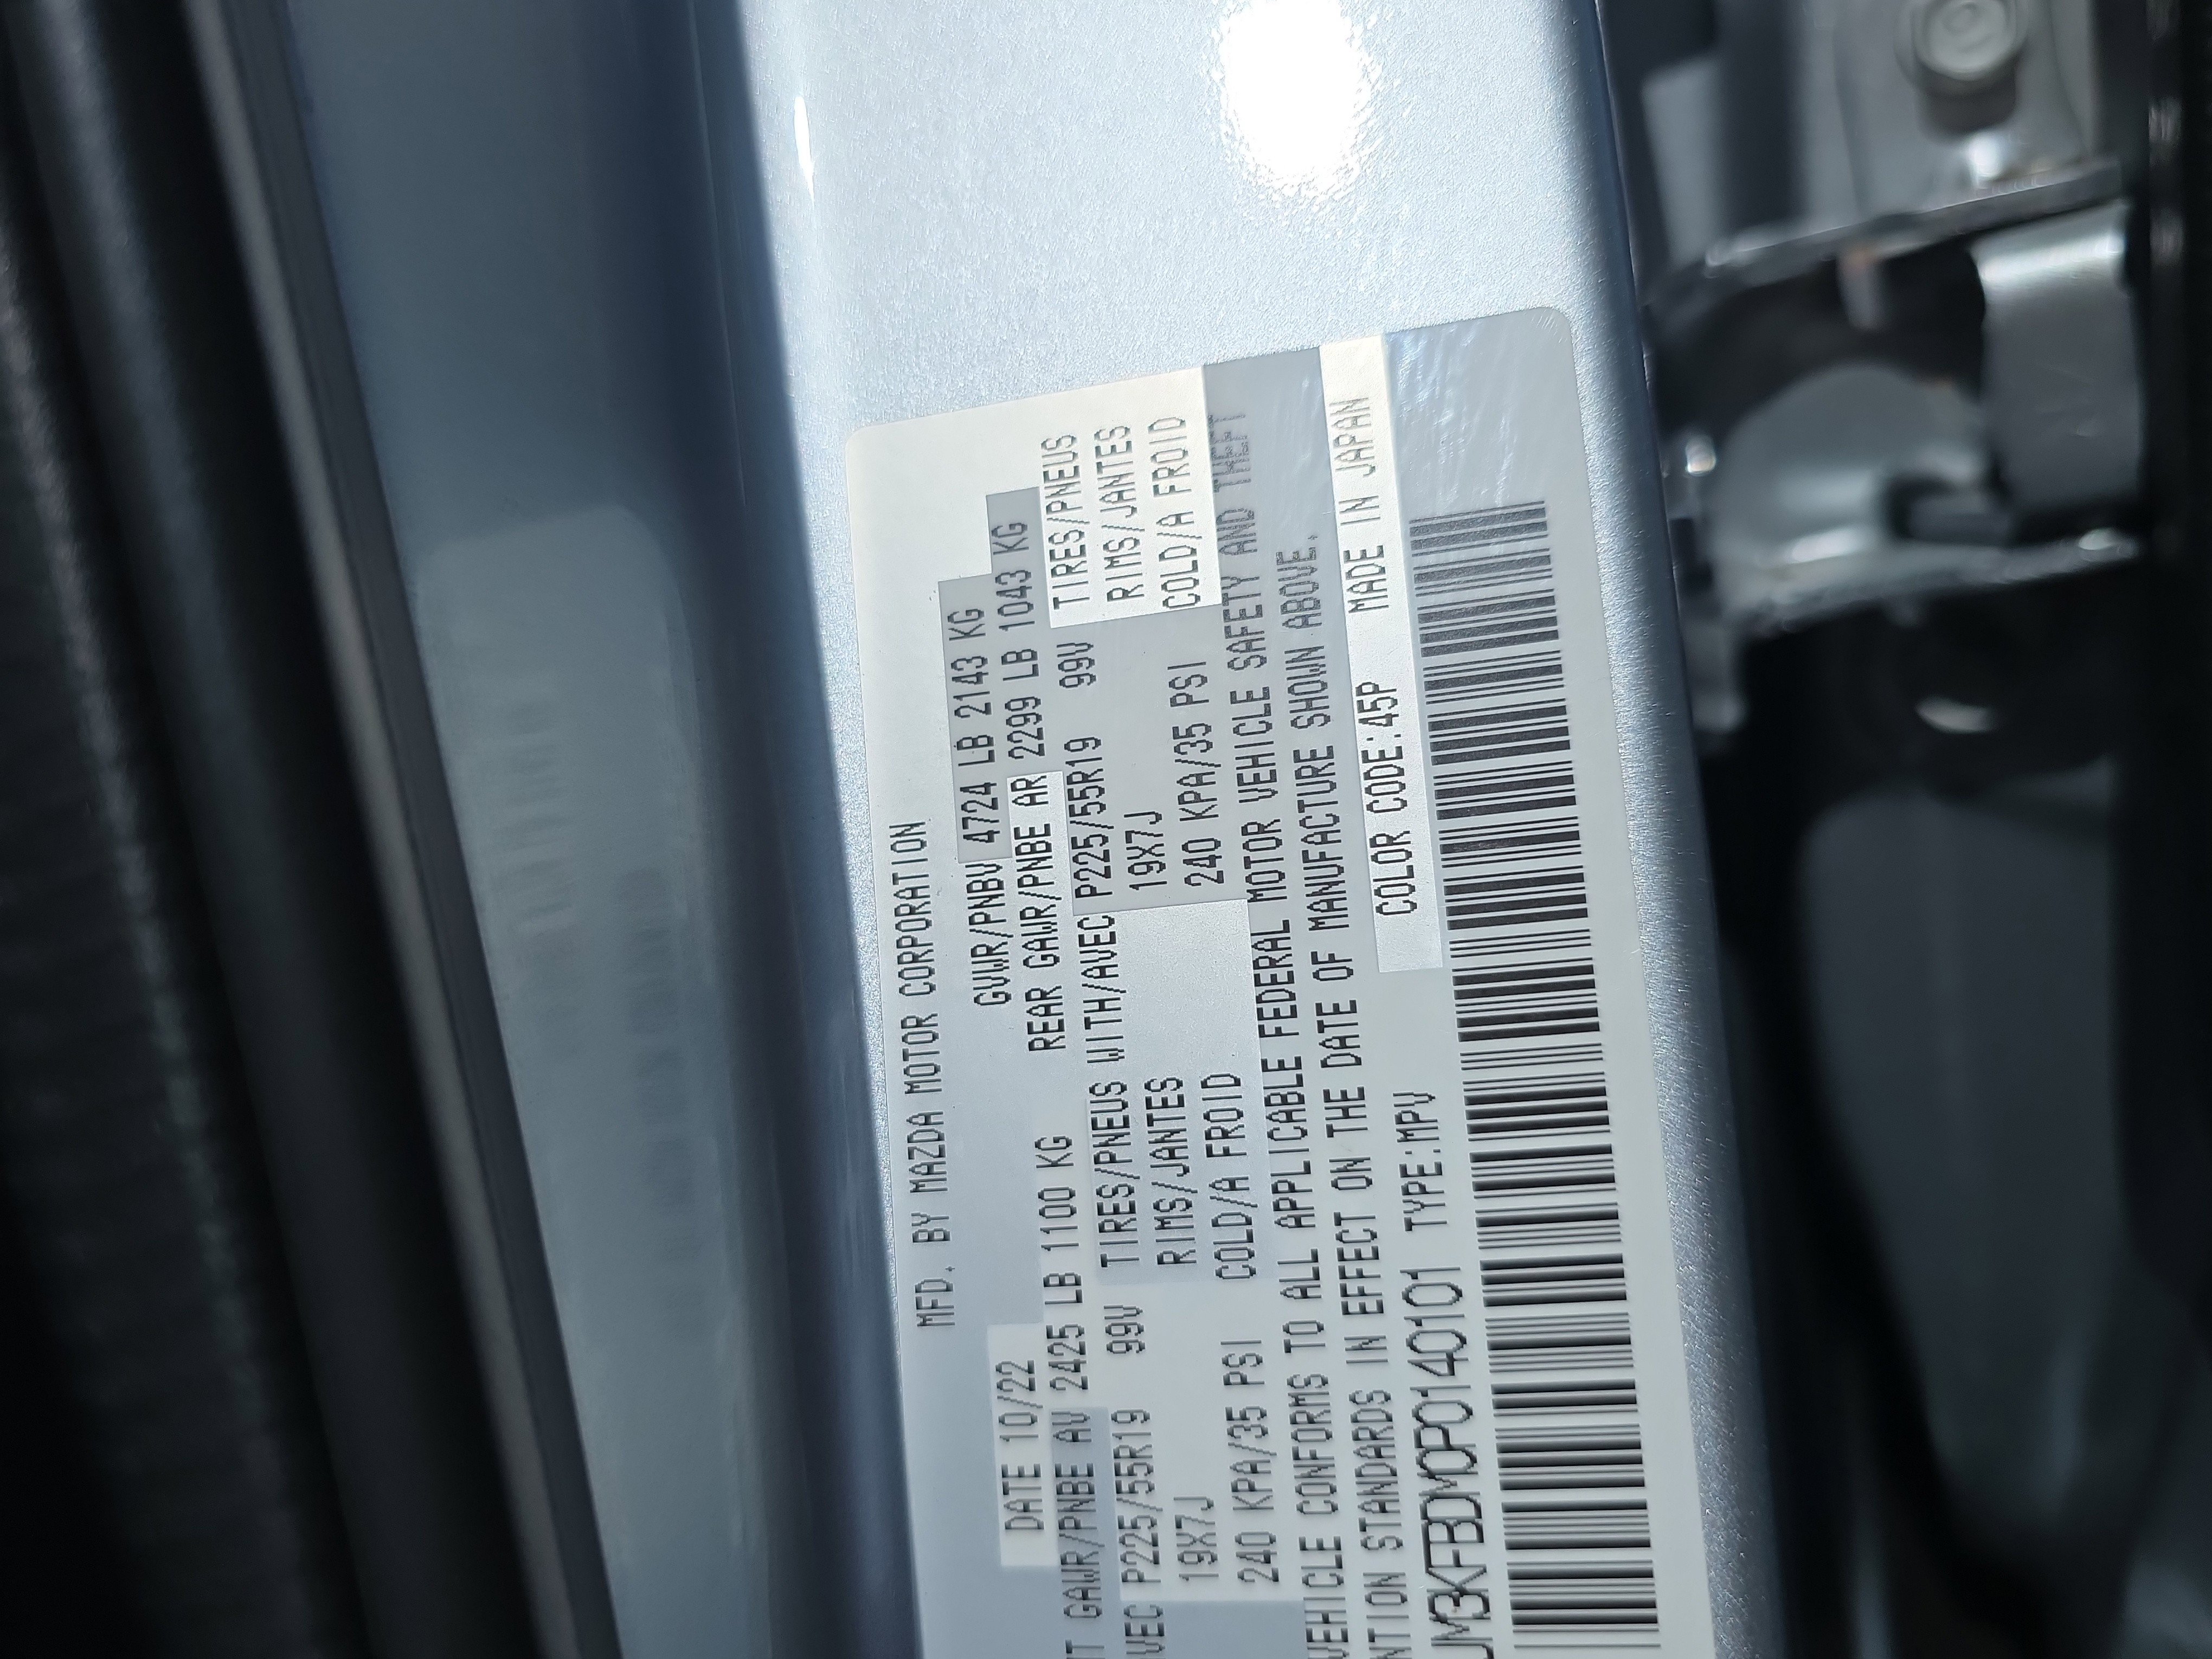 MFD. BY MAZDA MOTOR CORPORATION
DATE 10/22 GVWR/PNBV 4724 LB 2143 KG
GAWR/PNBE AV 2425 LB 1100 KG REAR GAWR/PNBE AR 2299 LB 1043 KG
P225/55R19 99V TIRES/PNEUS WITH/AVEC P225/55R19 99V TIRES/PNEUS
19X7J RIMS/JANTES 19X7J RIMS/JANTES
240 KPA/35 PSI COLD/A FROID 240 KPA/35 PSI COLD/A FROID
VEHICLE CONFORMS TO ALL APPLICABLE FEDERAL MOTOR VEHICLE SAFETY AND THEFT
STANDARDS IN EFFECT ON THE DATE OF MANUFACTURE SHOWN ABOVE.
JM3KFBDM0P0140101 TYPE:MPV COLOR CODE:45P MADE IN JAPAN